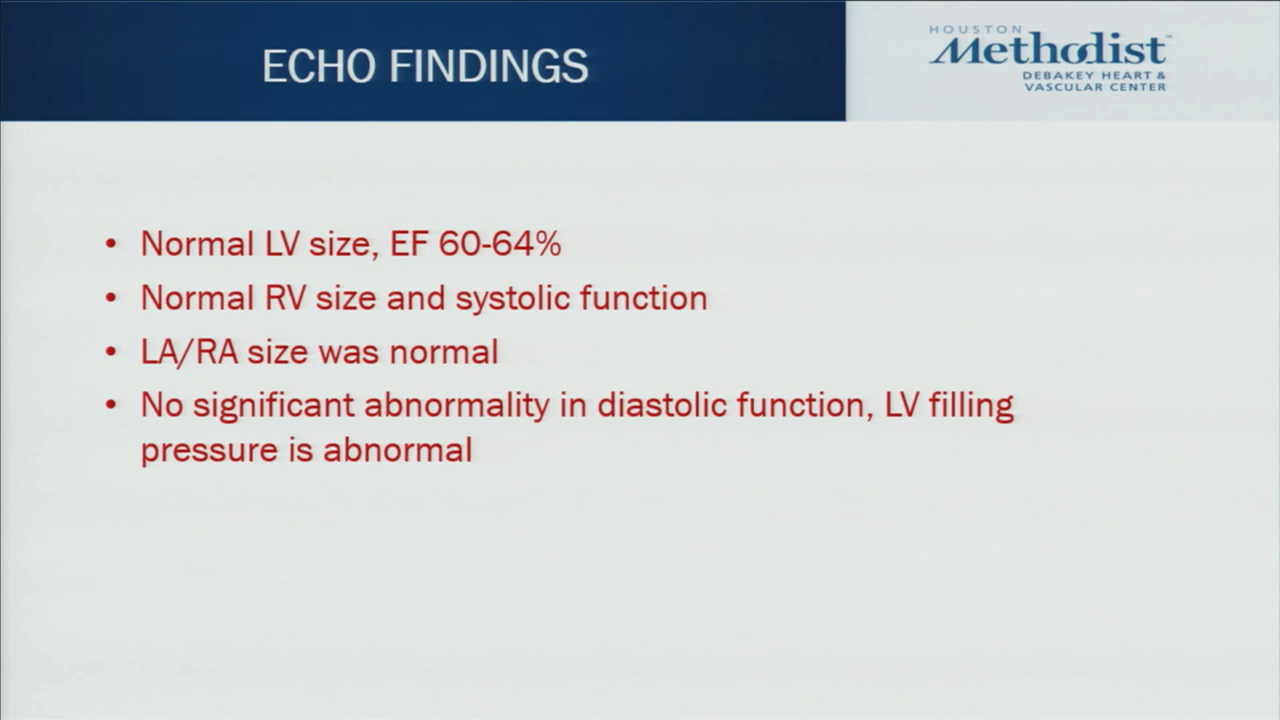 ECHO FINDINGS
HOUSTON
Methodist
DEBAKEY HEART &
VASCULAR CENTER
• Normal LV size, EF 60-64%
• Normal RV size and systolic function
• LA/RA size was normal
• No significant abnormality in diastolic function, LV filling
pressure is abnormal